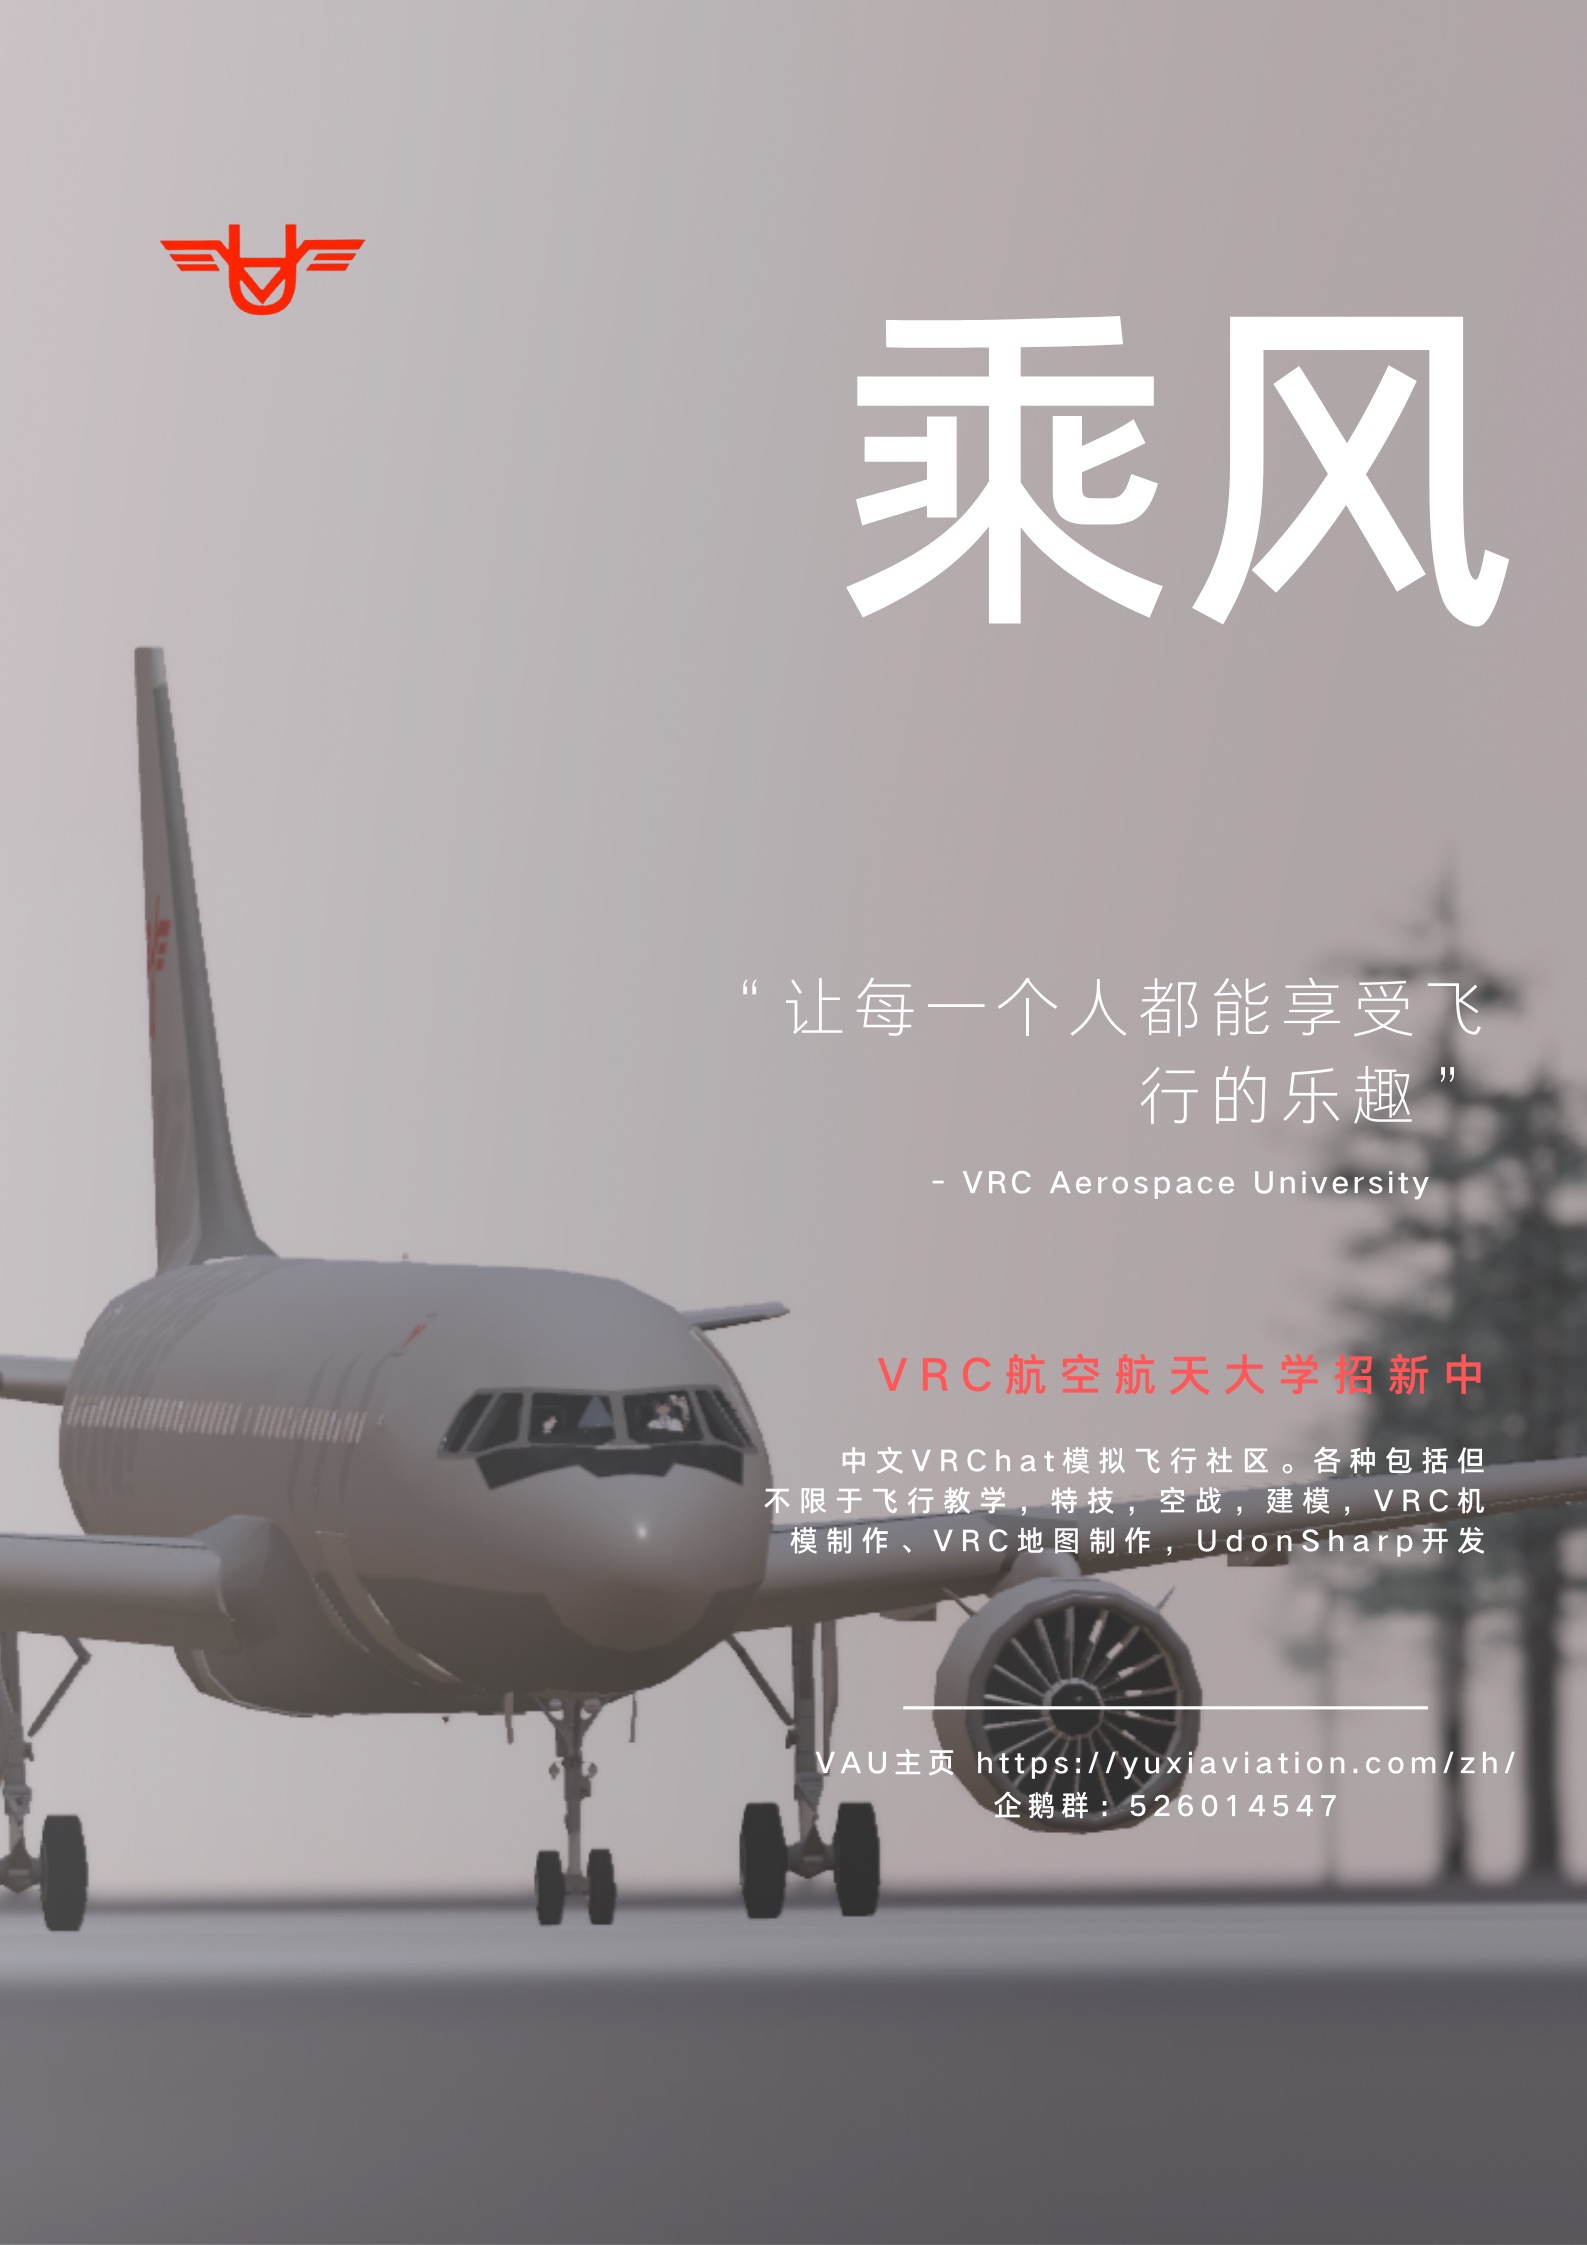 乘风
“ 让每一个人都能享受飞
行的乐趣 ”
- VRC Aerospace University
VRC航空航天大学招新中
中文VRChat模拟飞行社区。各种包括但
不限于飞行教学，特技，空战，建模，VRC机
模制作、VRC地图制作，UdonSharp开发
VAU主页 https://yuxiaviation.com/zh/
企鹅群：526014547